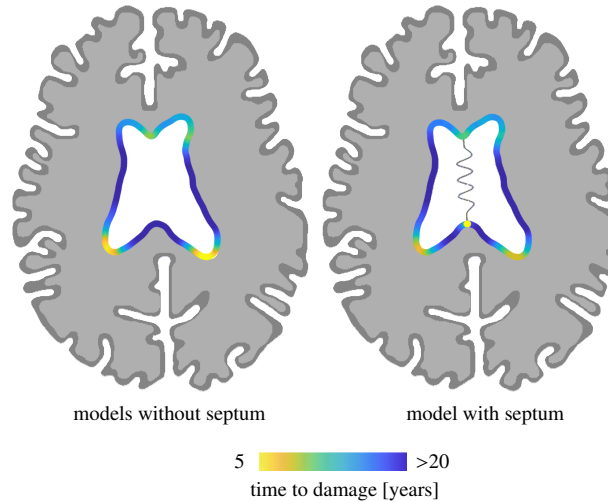 models without septum
model with septum
5
>20
time to damage [years]